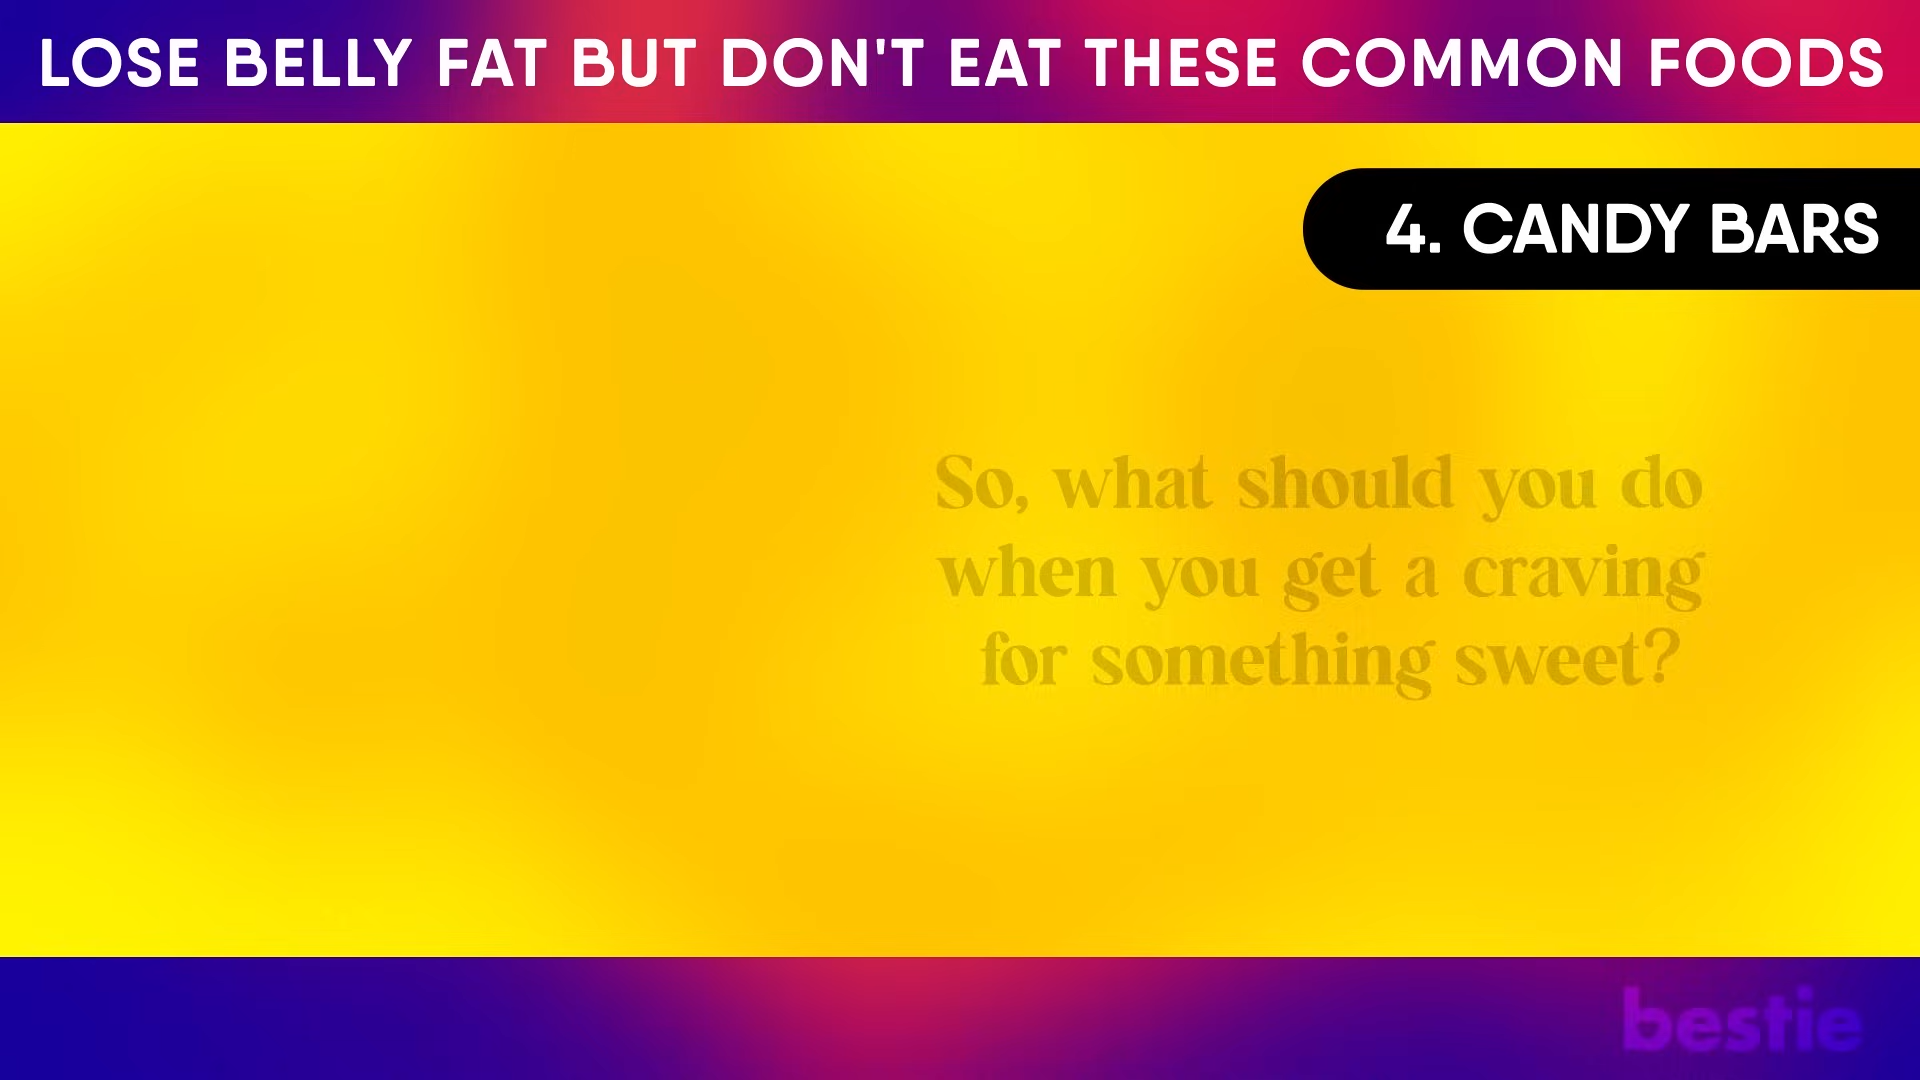 LOSE BELLY FAT BUT DON'T EAT THESE COMMON FOODS
4. CANDY BARS
So, what should you do
when you get a craving
for something sweet?
bestie